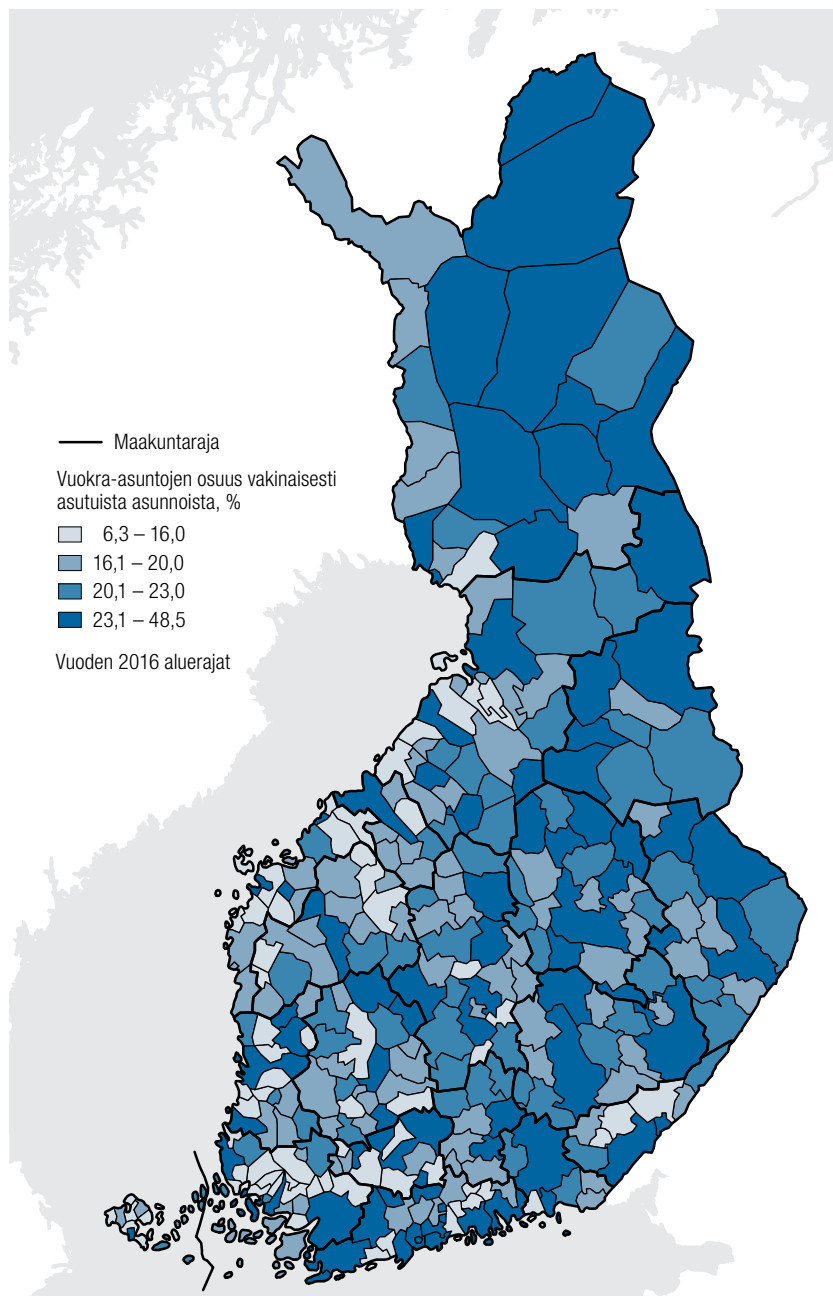 Maakuntaraja
Vuokra-asuntojen osuus vakinaisesti
asutuista asunnoista, %
6,3 – 16,0
16,1 – 20,0
20,1 – 23,0
23,1 – 48,5
Vuoden 2016 aluerajat